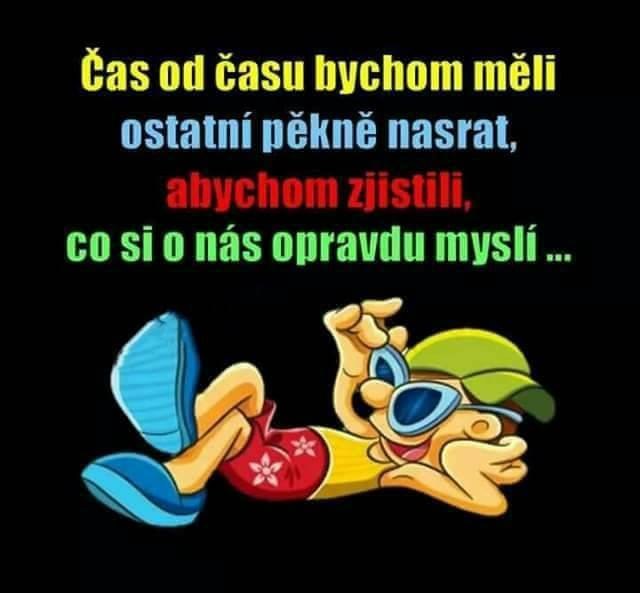 Čas od času bychom měli
ostatní pěkně nasrat,
abychom zjistili,
co si o nás opravdu myslí ...